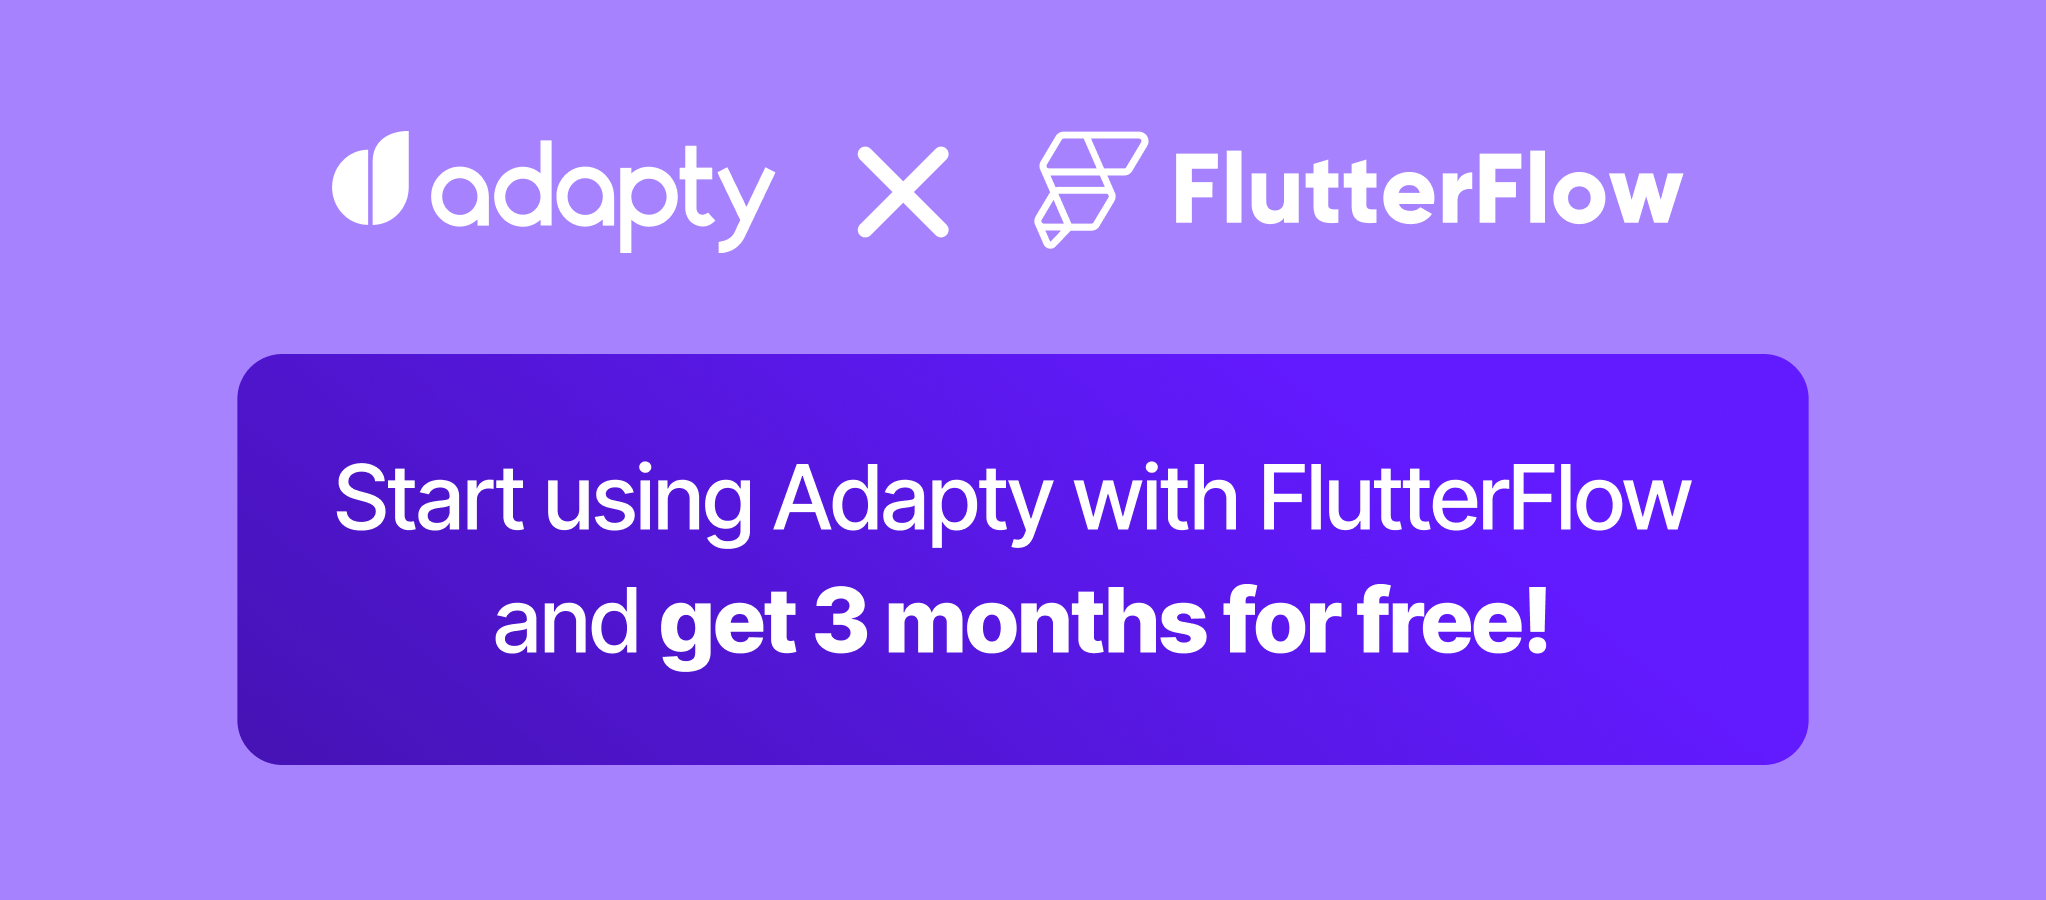 adapty × FlutterFlow
Start using Adapty with FlutterFlow
and get 3 months for free!